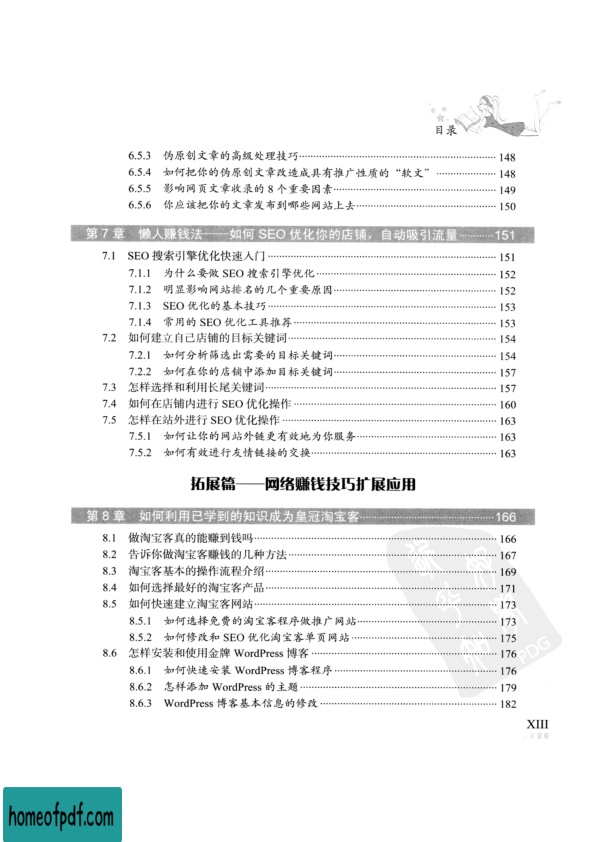 目录
6.5.3 伪原创文章的高级处理技巧……148
6.5.4 如何把你的伪原创文章改造成具有推广性质的“软文”……148
6.5.5 影响网页文章收录的 8 个重要因素……149
6.5.6 你应该把你的文章发布到哪些网站上去……150
第 7 章 懒人赚钱法——如何 SEO 优化你的店铺，自动吸引流量……151
7.1 SEO 搜索引擎优化快速入门……151
7.1.1 为什么要做 SEO 搜索引擎优化……152
7.1.2 明显影响网站排名的几个重要原因……152
7.1.3 SEO 优化的基本技巧……153
7.1.4 常用的 SEO 优化工具推荐……153
7.2 如何建立自己店铺的目标关键词……154
7.2.1 如何分析筛选出需要的目标关键词……154
7.2.2 如何在你的店铺中添加目标关键词……157
7.3 怎样选择和利用长尾关键词……157
7.4 如何在店铺内进行 SEO 优化操作……160
7.5 怎样在站外进行 SEO 优化操作……163
7.5.1 如何让你的网站外链更有效地为你服务……163
7.5.2 如何有效进行友情链接的交换……163
拓展篇——网络赚钱技巧扩展应用
第 8 章 如何利用已学到的知识成为皇冠淘宝客……166
8.1 做淘宝客真的能赚到钱吗……166
8.2 告诉你做淘宝客赚钱的几种方法……167
8.3 淘宝客基本的操作流程介绍……169
8.4 如何选择最好的淘宝客产品……171
8.5 如何快速建立淘宝客网站……173
8.5.1 如何选择免费的淘宝客程序做推广网站……173
8.5.2 如何修改和 SEO 优化淘宝客单页网站……175
8.6 怎样安装和使用金牌 WordPress 博客……176
8.6.1 如何快速安装 WordPress 博客程序……176
8.6.2 怎样添加 WordPress 的主题……179
8.6.3 WordPress 博客基本信息的修改……182
PDG
XIII
homeofpdf.com